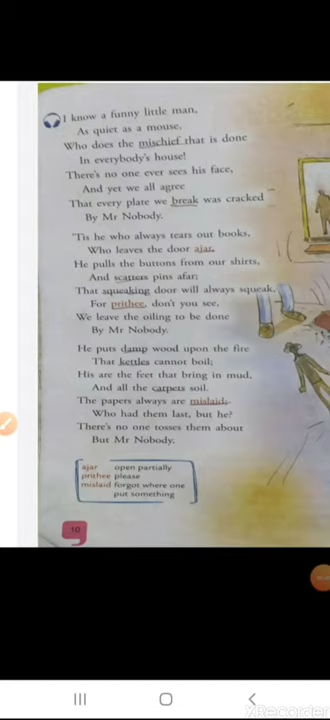 I know a funny little man,
As quiet as a mouse,
Who does the mischief that is done
In everybody's house!
There's no one ever sees his face,
And yet we all agree
That every plate we break was cracked
By Mr Nobody.
'Tis he who always tears out books,
Who leaves the door ajar,
He pulls the buttons from our shirts,
And scatters pins afar;
That squeaking door will always squeak,
For prithee, don't you see,
We leave the oiling to be done
By Mr Nobody.
He puts damp wood upon the fire
That kettles cannot boil;
His are the feet that bring in mud,
And all the carpets soil.
The papers always are mislaid;
Who had them last, but he?
There's no one tosses them about
But Mr Nobody.
ajar open partially
prithee please
mislaid forgot where one
put something
10
XRecorder